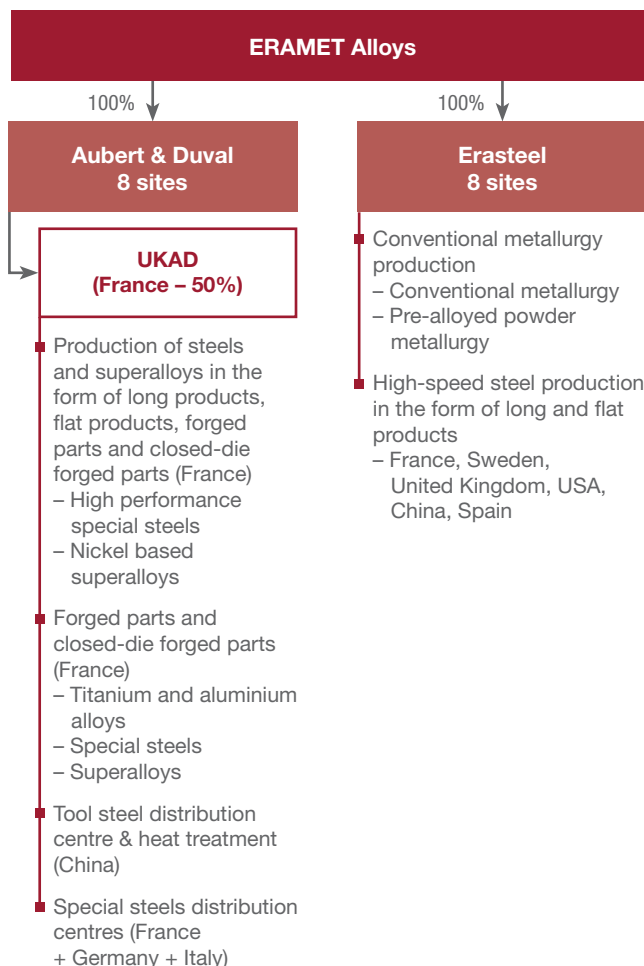 ERAMET Alloys
100%
100%
Aubert & Duval
8 sites
Erasteel
8 sites
UKAD
(France – 50%)
Production of steels
and superalloys in the
form of long products,
flat products, forged
parts and closed-die
forged parts (France)
– High performance
special steels
– Nickel based
superalloys
Forged parts and
closed-die forged parts
(France)
– Titanium and aluminium
alloys
– Special steels
– Superalloys
Tool steel distribution
centre & heat treatment
(China)
Special steels distribution
centres (France
+ Germany + Italy)
Conventional metallurgy
production
– Conventional metallurgy
– Pre-alloyed powder
metallurgy
High-speed steel production
in the form of long and flat
products
– France, Sweden,
United Kingdom, USA,
China, Spain